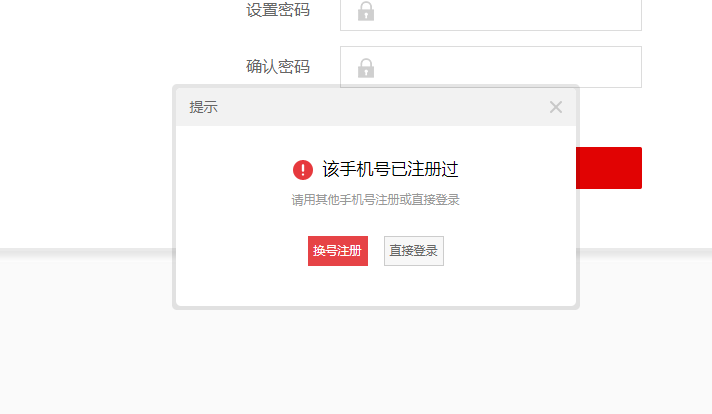 设置密码
确认密码
提示
该手机号已注册过
请用其他手机号注册或直接登录
换号注册 直接登录